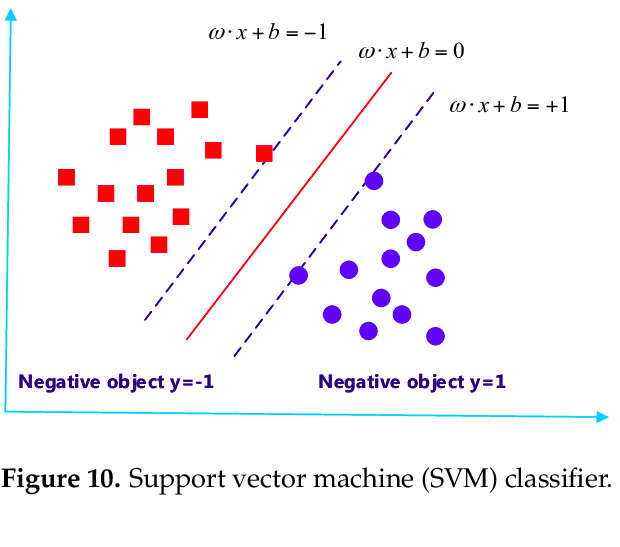 ω·x+b=−1
ω·x+b=0
ω·x+b=+1
Negative object y=-1
Negative object y=1
Figure 10. Support vector machine (SVM) classifier.